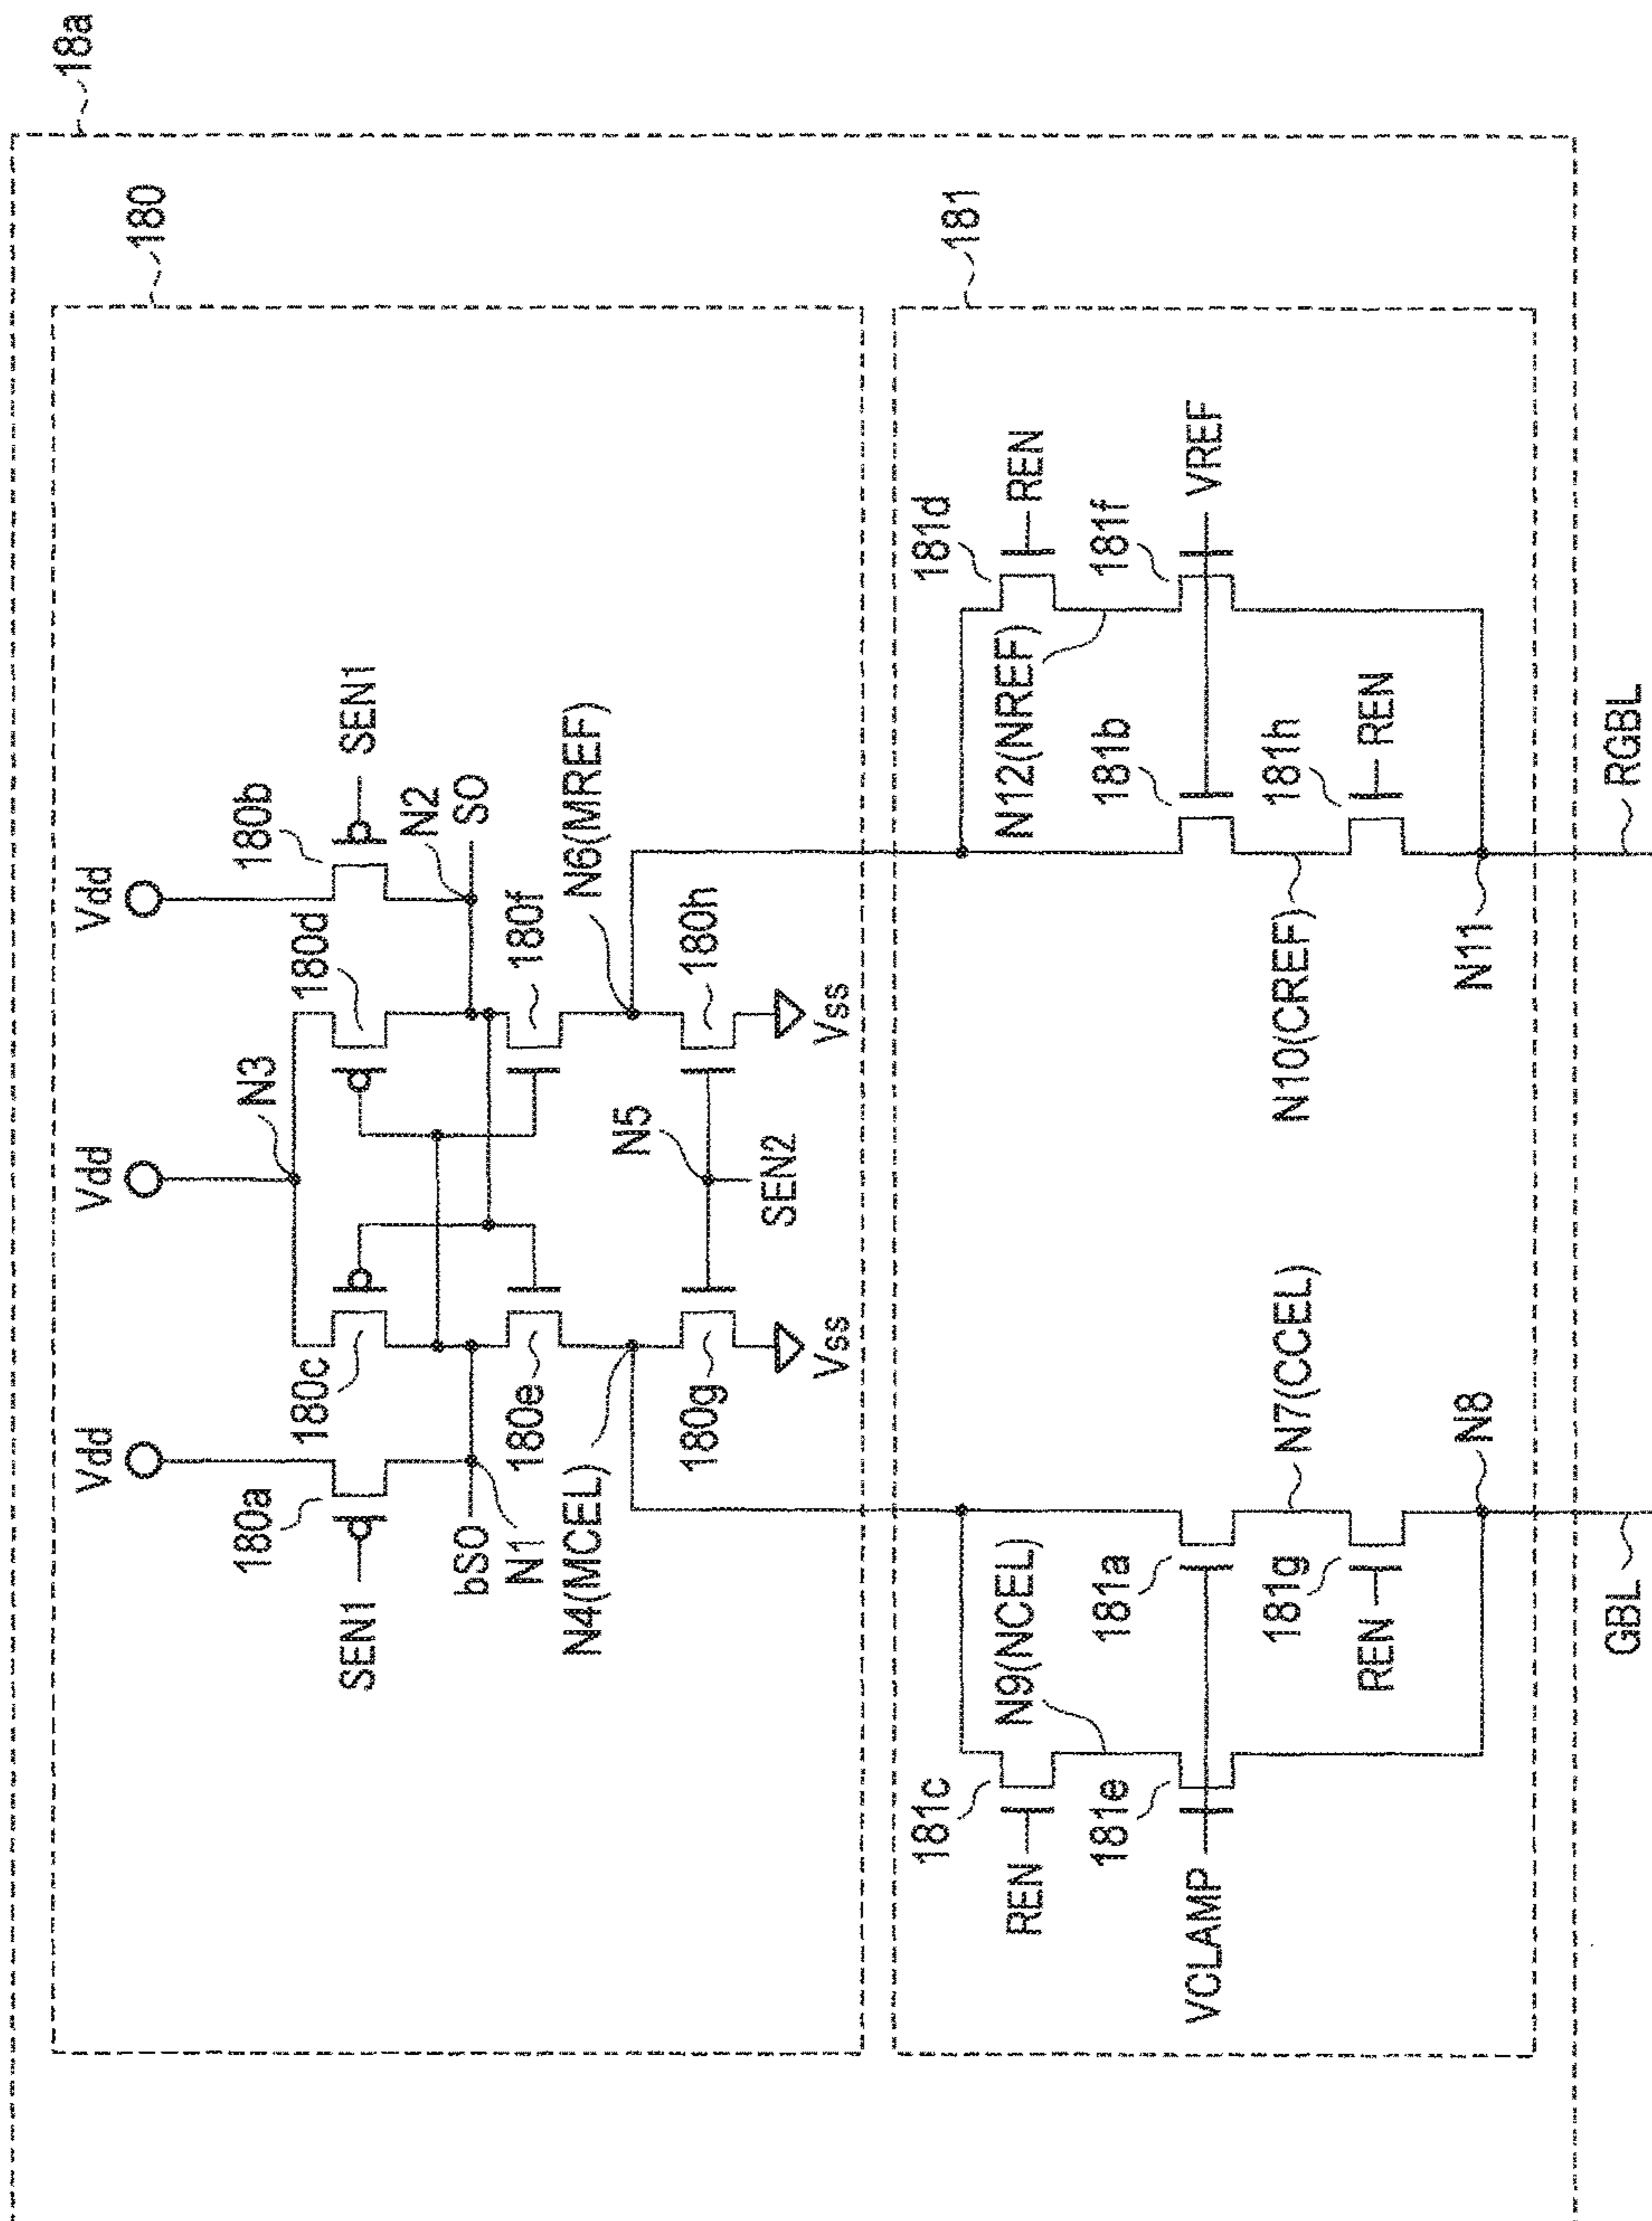 18a
180
Vdd
Vdd
Vdd
N3
180a
180c
180d
180b
SEN1
SEN1
bSO
N1
N2
SO
180e
180f
N4(MCEL)
N5
N6(MREF)
180g
180h
SEN2
Vss
Vss
181
181c
181d
REN
REN
N9(NCEL)
N12(NREF)
181e
181a
181b
181f
VCLAMP
VREF
N7(CCEL)
N10(CREF)
181g
181h
REN
REN
N8
N11
GBL
RGBL